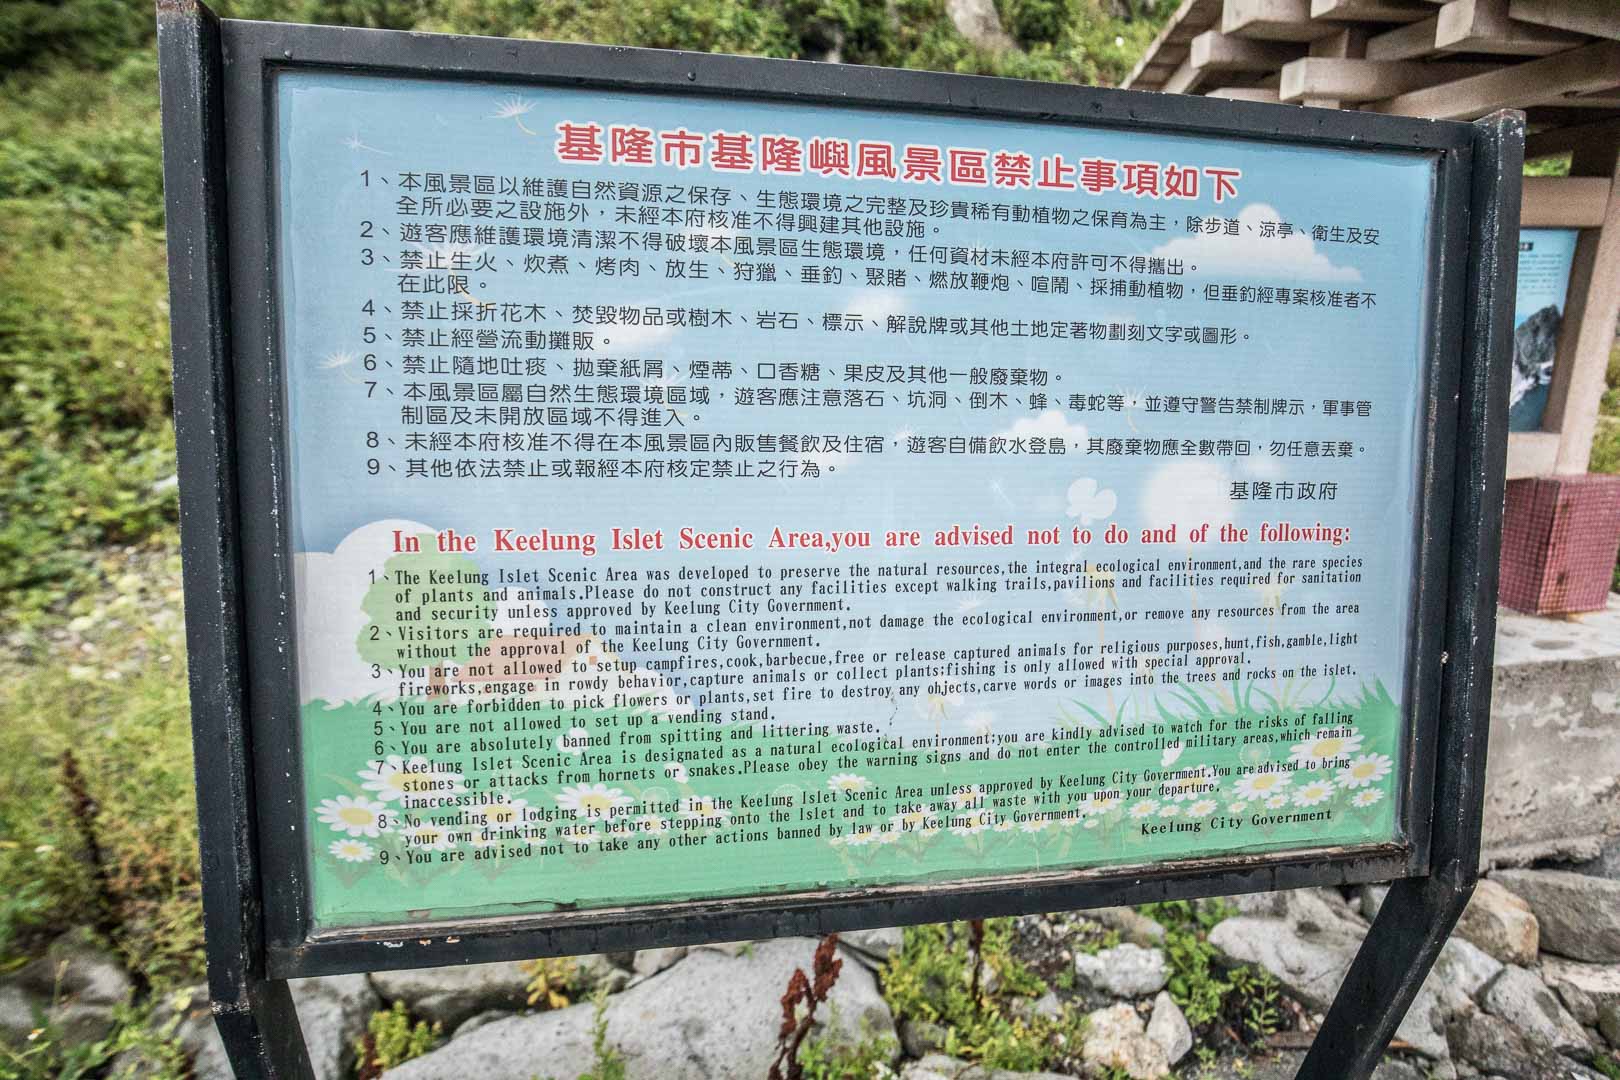 基隆市基隆嶼風景區禁止事項如下
1、本風景區以維護自然資源之保存、生態環境之完整及珍貴稀有動植物之保育為主，除步道、涼亭、衛生及安
全所必要之設施外，未經本府核准不得興建其他設施。
2、遊客應維護環境清潔不得破壞本風景區生態環境，任何資材未經本府許可不得攜出。
3、禁止生火、炊煮、烤肉、放生、狩獵、垂釣、聚賭、燃放鞭炮、喧鬧、採捕動植物，但垂釣經專案核准者不
在此限。
4、禁止採折花木、焚毀物品或樹木、岩石、標示、解說牌或其他土地定著物劃刻文字或圖形。
5、禁止經營流動攤販。
6、禁止隨地吐痰、拋棄紙屑、煙蒂、口香糖、果皮及其他一般廢棄物。
7、本風景區屬自然生態環境區域，遊客應注意落石、坑洞、倒木、蜂、毒蛇等，並遵守警告禁制牌示，軍事管
制區及未開放區域不得進入。
8、未經本府核准不得在本風景區內販售餐飲及住宿，遊客自備飲水登島，其廢棄物應全數帶回，勿任意丟棄。
9、其他依法禁止或報經本府核定禁止之行為。
基隆市政府
In the Keelung Islet Scenic Area,you are advised not to do and of the following:
1、The Keelung Islet Scenic Area was developed to preserve the natural resources,the integral ecological environment,and the rare species
of plants and animals.Please do not construct any facilities except walking trails,pavilions and facilities required for sanitation
and security unless approved by Keelung City Government.
2、Visitors are required to maintain a clean environment,not damage the ecological environment,or remove any resources from the area
without the approval of the Keelung City Government.
3、You are not allowed to setup campfires,cook,barbecue,free or release captured animals for religious purposes,hunt,fish,gamble,light
fireworks,engage in rowdy behavior,capture animals or collect plants;fishing is only allowed with special approval.
4、You are forbidden to pick flowers or plants,set fire to destroy any objects,carve words or images into the trees and rocks on the islet.
5、You are not allowed to set up a vending stand.
6、You are absolutely banned from spitting and littering waste.
7、Keelung Islet Scenic Area is designated as a natural ecological environment;you are kindly advised to watch for the risks of falling
stones or attacks from hornets or snakes.Please obey the warning signs and do not enter the controlled military areas,which remain
inaccessible.
8、No vending or lodging is permitted in the Keelung Islet Scenic Area unless approved by Keelung City Government.You are advised to bring
your own drinking water before stepping onto the Islet and to take away all waste with you upon your departure.
9、You are advised not to take any other actions banned by law or by Keelung City Government.
Keelung City Government